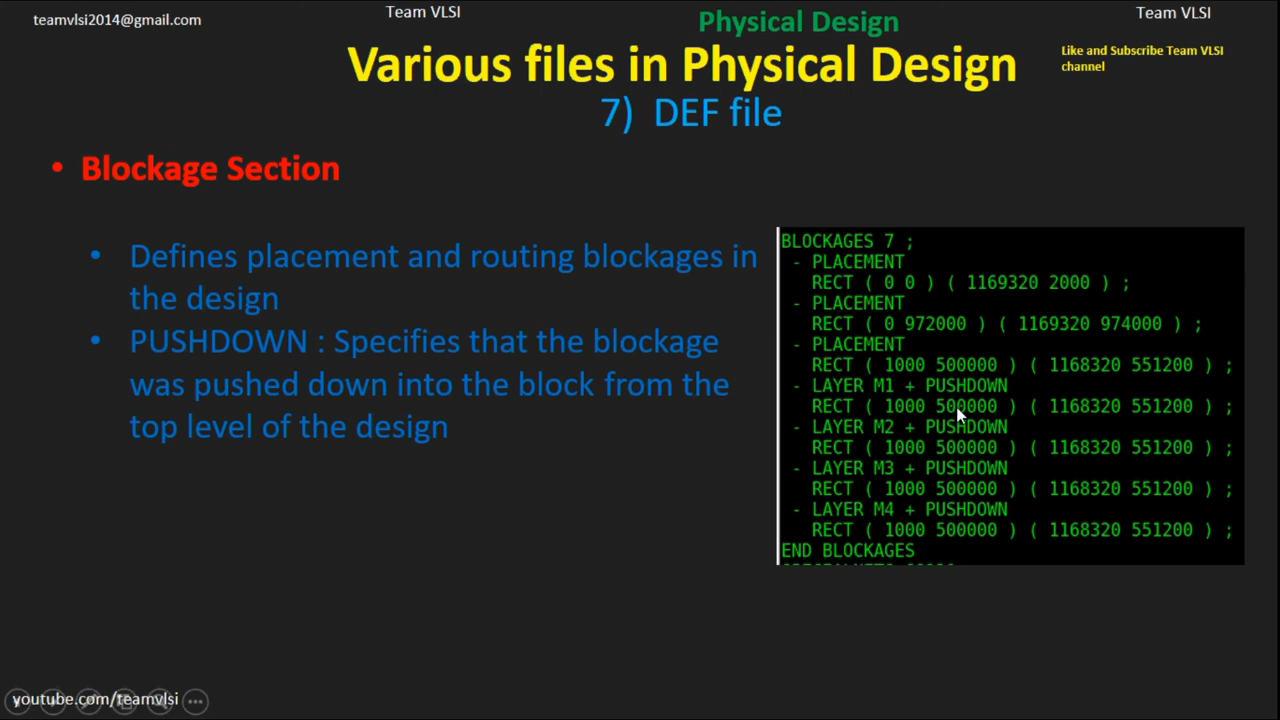 teamvlsi2014@gmail.com
Team VLSI
Physical Design
Team VLSI
Various files in Physical Design
Like and Subscribe Team VLSI
channel
7) DEF file
• Blockage Section
• Defines placement and routing blockages in
the design
• PUSHDOWN : Specifies that the blockage
was pushed down into the block from the
top level of the design
BLOCKAGES 7 ;
- PLACEMENT
RECT ( 0 0 ) ( 1169320 2000 ) ;
- PLACEMENT
RECT ( 0 972000 ) ( 1169320 974000 ) ;
- PLACEMENT
RECT ( 1000 500000 ) ( 1168320 551200 ) ;
- LAYER M1 + PUSHDOWN
RECT ( 1000 500000 ) ( 1168320 551200 ) ;
- LAYER M2 + PUSHDOWN
RECT ( 1000 500000 ) ( 1168320 551200 ) ;
- LAYER M3 + PUSHDOWN
RECT ( 1000 500000 ) ( 1168320 551200 ) ;
- LAYER M4 + PUSHDOWN
RECT ( 1000 500000 ) ( 1168320 551200 ) ;
END BLOCKAGES
youtube.com/teamvlsi